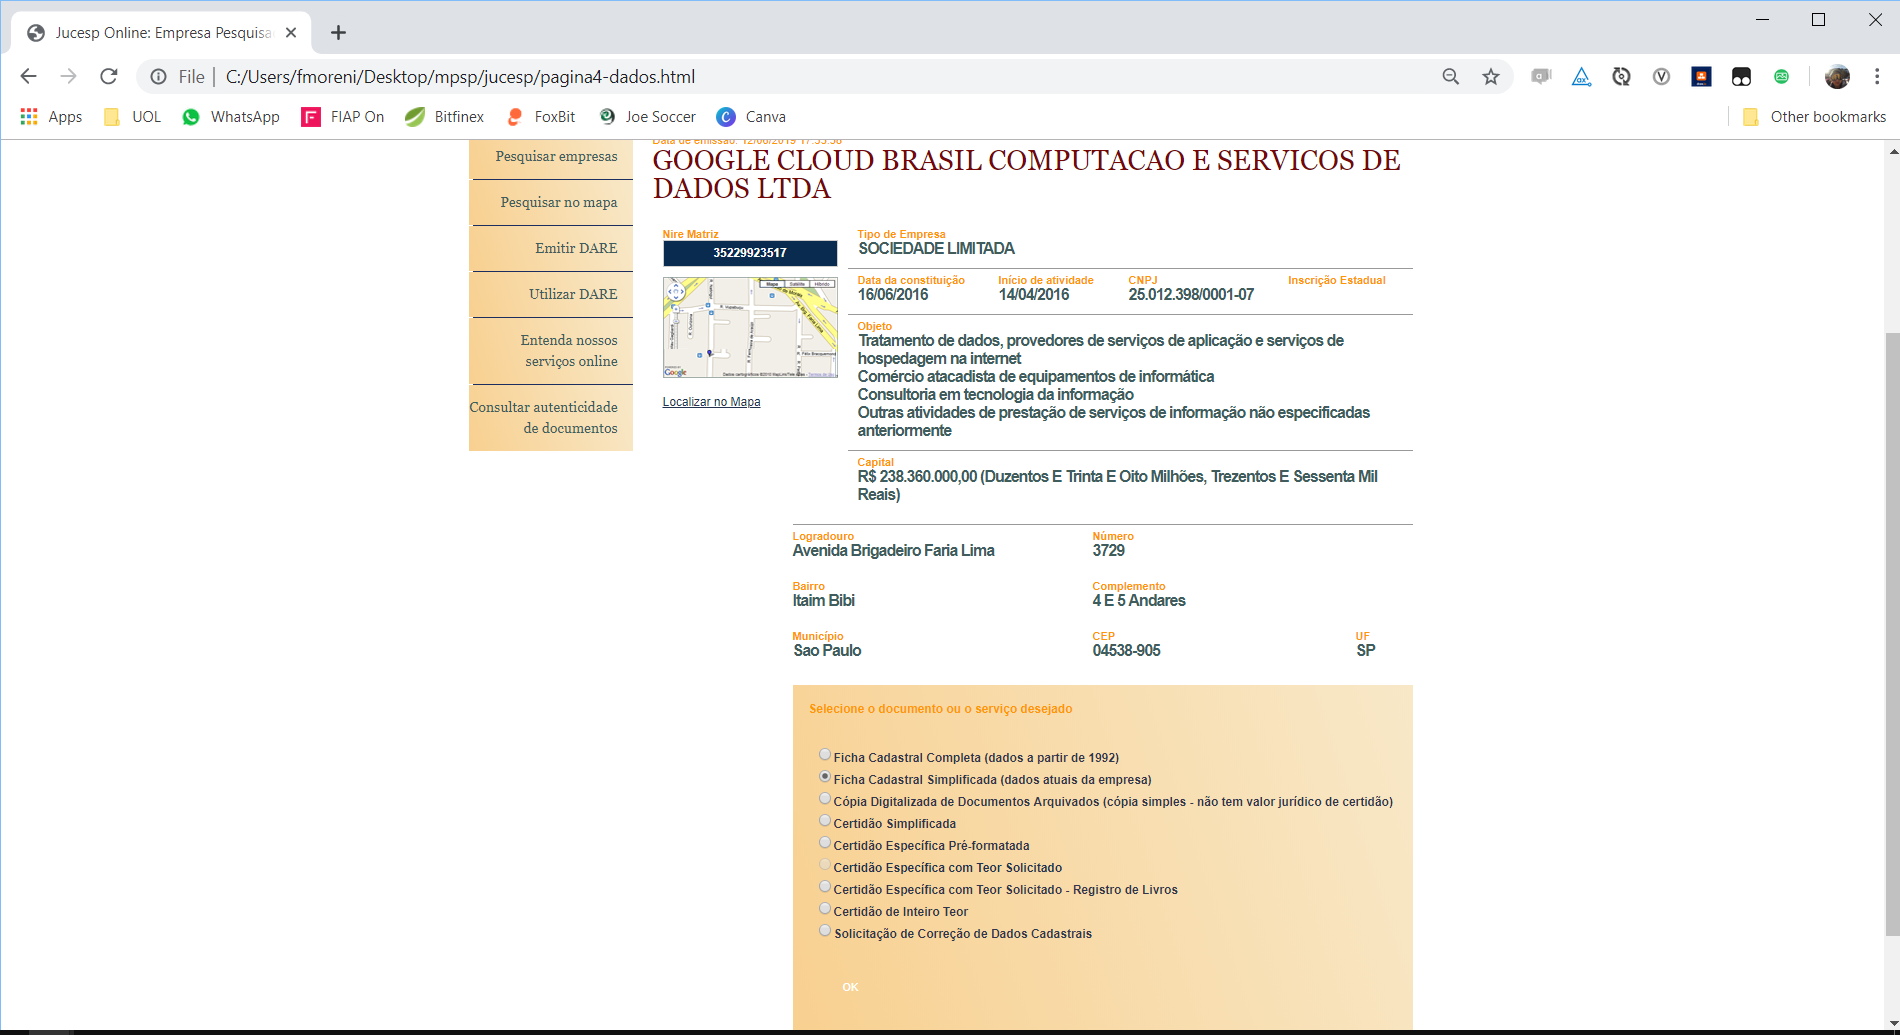 Jucesp Online: Empresa Pesquisa
File
C:/Users/fmoreni/Desktop/mpsp/jucesp/pagina4-dados.html
Apps
UOL
WhatsApp
FIAP On
Bitfinex
FoxBit
Joe Soccer
Canva
Other bookmarks
Pesquisar empresas
Pesquisar no mapa
Emitir DARE
Utilizar DARE
Entenda nossos
serviços online
Consultar autenticidade
de documentos
Data de emissão: 12/06/2019 17:55:58
GOOGLE CLOUD BRASIL COMPUTACAO E SERVICOS DE
DADOS LTDA
Nire Matriz
35229923517
Localizar no Mapa
Tipo de Empresa
SOCIEDADE LIMITADA
Data da constituição
16/06/2016
Início de atividade
14/04/2016
CNPJ
25.012.398/0001-07
Inscrição Estadual
Objeto
Tratamento de dados, provedores de serviços de aplicação e serviços de
hospedagem na internet
Comércio atacadista de equipamentos de informática
Consultoria em tecnologia da informação
Outras atividades de prestação de serviços de informação não especificadas
anteriormente
Capital
R$ 238.360.000,00 (Duzentos E Trinta E Oito Milhões, Trezentos E Sessenta Mil
Reais)
Logradouro
Avenida Brigadeiro Faria Lima
Número
3729
Bairro
Itaim Bibi
Complemento
4 E 5 Andares
Município
Sao Paulo
CEP
04538-905
UF
SP
Selecione o documento ou o serviço desejado
Ficha Cadastral Completa (dados a partir de 1992)
Ficha Cadastral Simplificada (dados atuais da empresa)
Cópia Digitalizada de Documentos Arquivados (cópia simples - não tem valor jurídico de certidão)
Certidão Simplificada
Certidão Específica Pré-formatada
Certidão Específica com Teor Solicitado
Certidão Específica com Teor Solicitado - Registro de Livros
Certidão de Inteiro Teor
Solicitação de Correção de Dados Cadastrais
OK